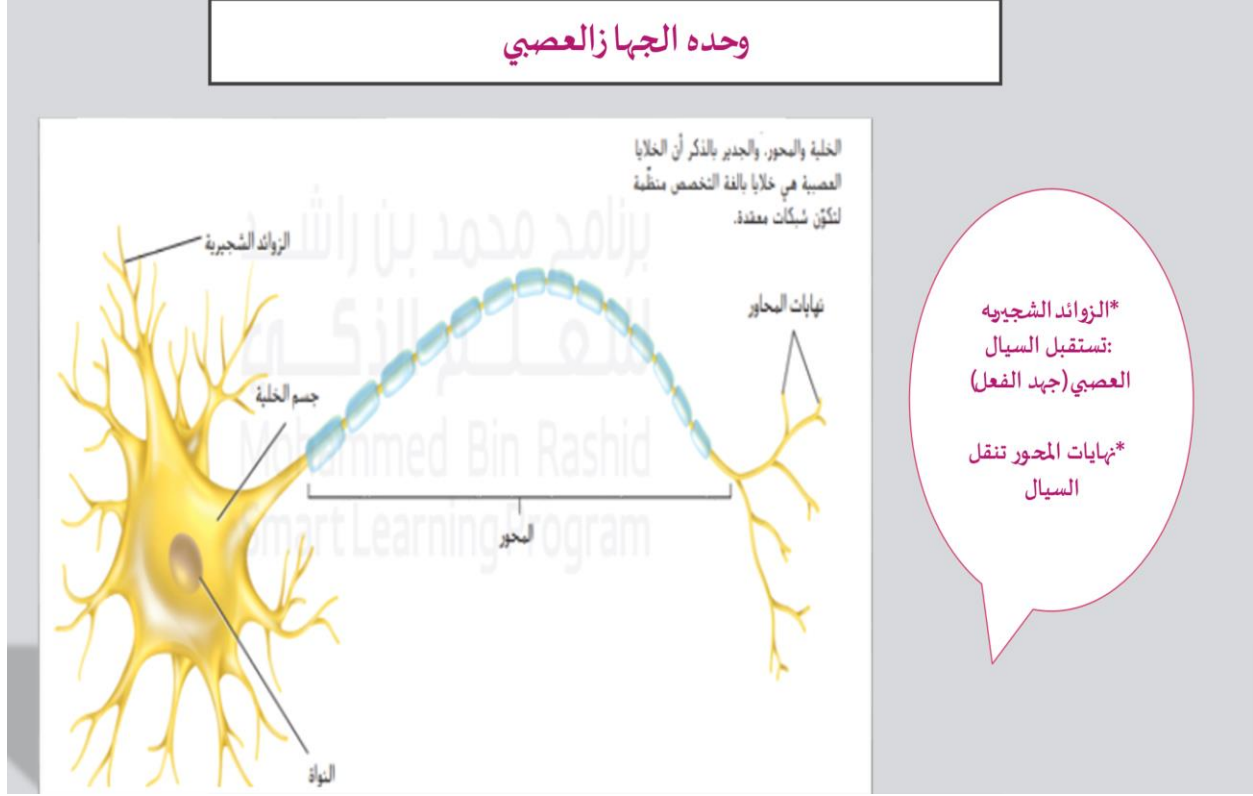 وحده الجهازالعصبي
الخلية والمحور. والجدير بالذكر أن الخلايا
العصبية هي خلايا بالغة التخصص منظّمة
لتكوّن شبكات معقدة.
برنامج محمد بن راشد
للتعلم الذكي
Mohammed Bin Rashid
Smart Learning Program
الزوائد الشجيرية
نهايات المحاور
جسم الخلية
المحور
النواة
*الزوائد الشجيريه
:تستقبل السيال
العصبي(جهد الفعل)
*نهايات المحور تنقل
السيال